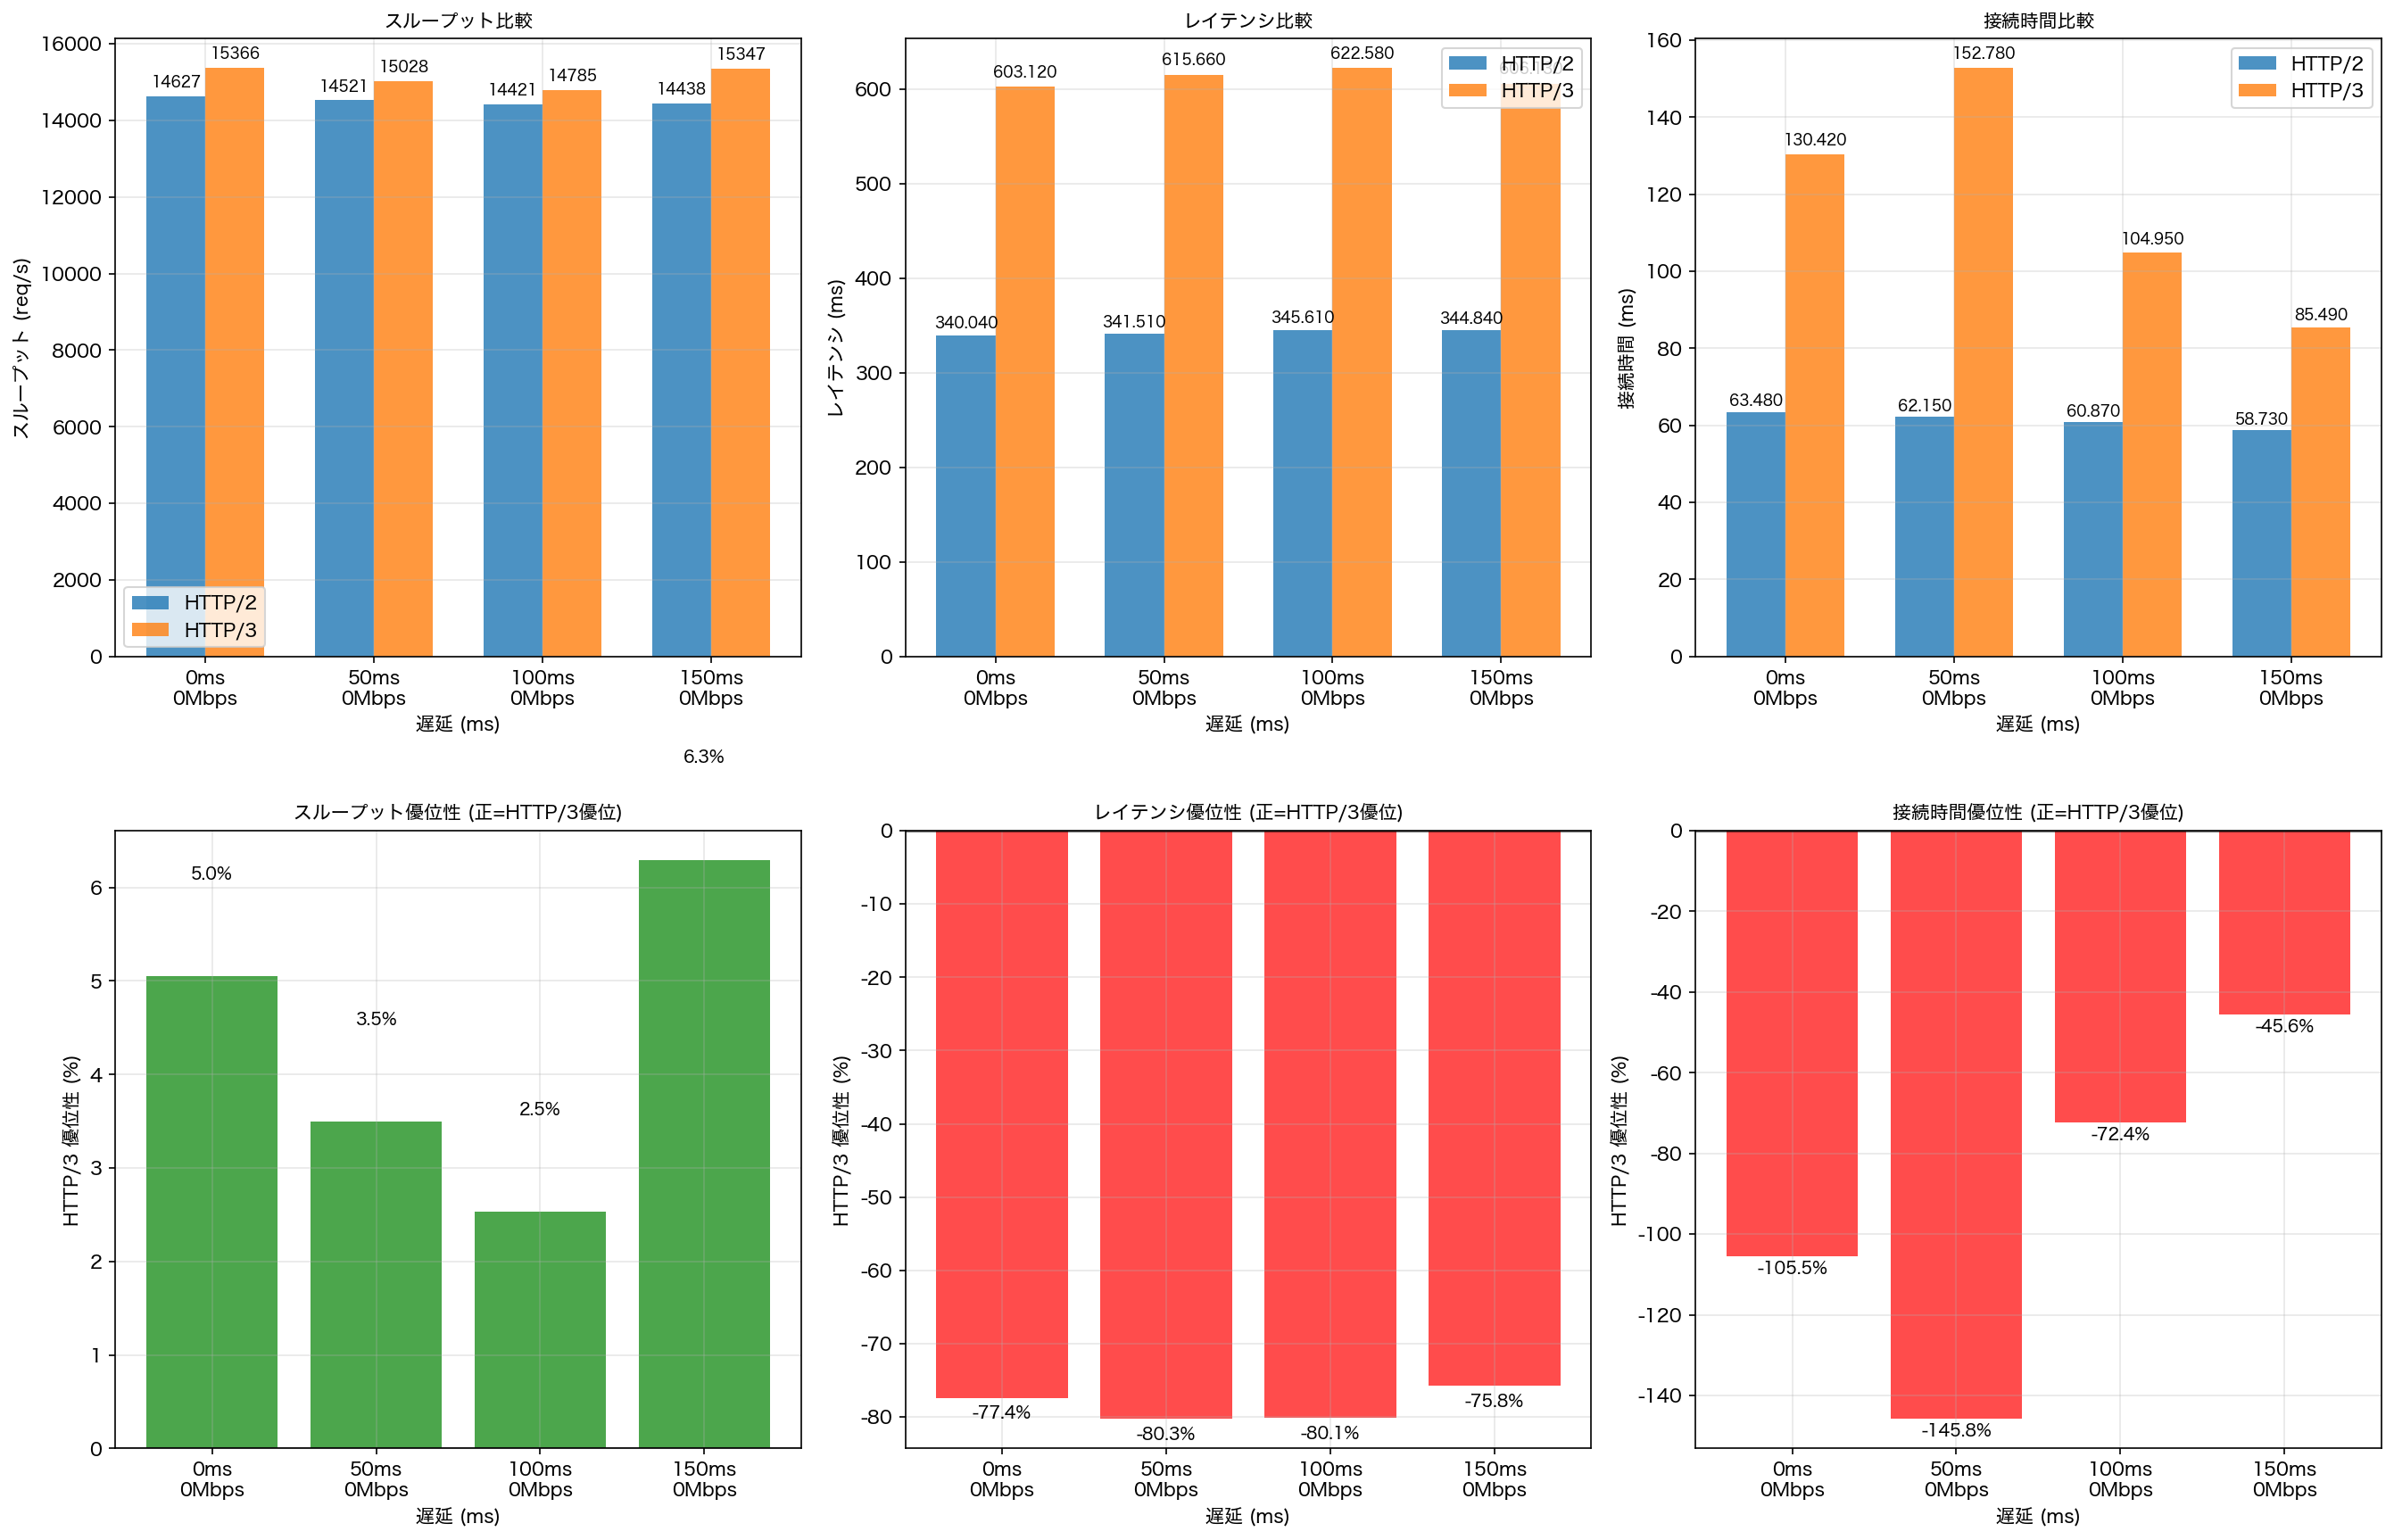 スループット比較
16000
14000
12000
10000
8000
6000
4000
2000
0
スループット (req/s)
14627
15366
14521
15028
14421
14785
14438
15347
HTTP/2
HTTP/3
0ms
0Mbps
50ms
0Mbps
100ms
0Mbps
150ms
0Mbps
遅延 (ms)
レイテンシ比較
600
500
400
300
200
100
0
レイテンシ (ms)
340.040
603.120
341.510
615.660
345.610
622.580
344.840
HTTP/2
HTTP/3
0ms
0Mbps
50ms
0Mbps
100ms
0Mbps
150ms
0Mbps
遅延 (ms)
接続時間比較
160
140
120
100
80
60
40
20
0
接続時間 (ms)
63.480
130.420
62.150
152.780
60.870
104.950
58.730
85.490
HTTP/2
HTTP/3
0ms
0Mbps
50ms
0Mbps
100ms
0Mbps
150ms
0Mbps
遅延 (ms)
スループット優位性 (正=HTTP/3優位)
6
5
4
3
2
1
0
HTTP/3 優位性 (%)
5.0%
3.5%
2.5%
6.3%
0ms
0Mbps
50ms
0Mbps
100ms
0Mbps
150ms
0Mbps
遅延 (ms)
レイテンシ優位性 (正=HTTP/3優位)
0
-10
-20
-30
-40
-50
-60
-70
-80
HTTP/3 優位性 (%)
-77.4%
-80.3%
-80.1%
-75.8%
0ms
0Mbps
50ms
0Mbps
100ms
0Mbps
150ms
0Mbps
遅延 (ms)
接続時間優位性 (正=HTTP/3優位)
0
-20
-40
-60
-80
-100
-120
-140
HTTP/3 優位性 (%)
-105.5%
-145.8%
-72.4%
-45.6%
0ms
0Mbps
50ms
0Mbps
100ms
0Mbps
150ms
0Mbps
遅延 (ms)